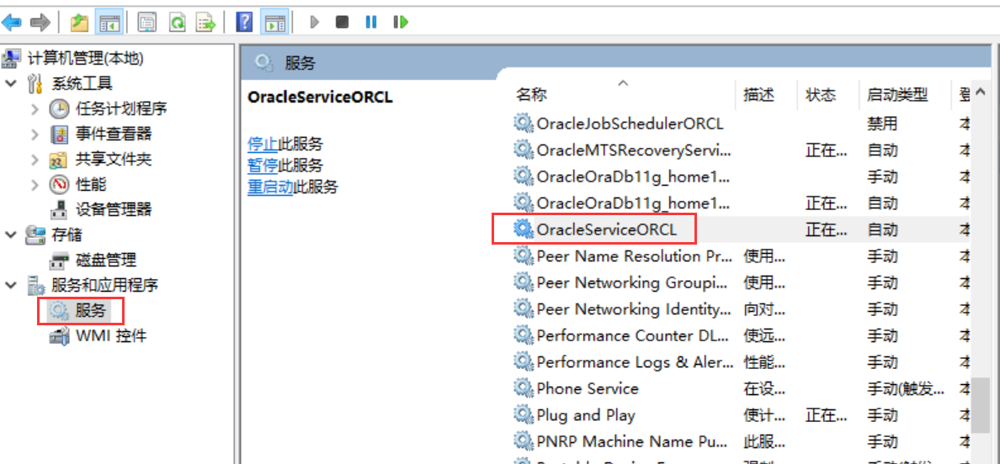 计算机管理(本地)
系统工具
任务计划程序
事件查看器
共享文件夹
性能
设备管理器
存储
磁盘管理
服务和应用程序
服务
WMI 控件
服务
OracleServiceORCL
停止此服务
暂停此服务
重启动此服务
名称 描述 状态 启动类型 登
OracleJobSchedulerORCL 禁用 本
OracleMTSRecoveryServi... 正在... 自动 本
OracleOraDb11g_home1... 手动 本
OracleOraDb11g_home1... 正在... 自动 本
OracleServiceORCL 正在... 自动 本
Peer Name Resolution Pr... 使用... 手动 本
Peer Networking Groupi... 使用... 手动 本
Peer Networking Identity... 向对... 手动 本
Performance Counter DL... 使远... 手动 本
Performance Logs & Aler... 性能... 手动 本
Phone Service 在设... 手动(触发... 本
Plug and Play 使计... 正在... 手动 本
PNRP Machine Name Pu... 此服... 手动 本